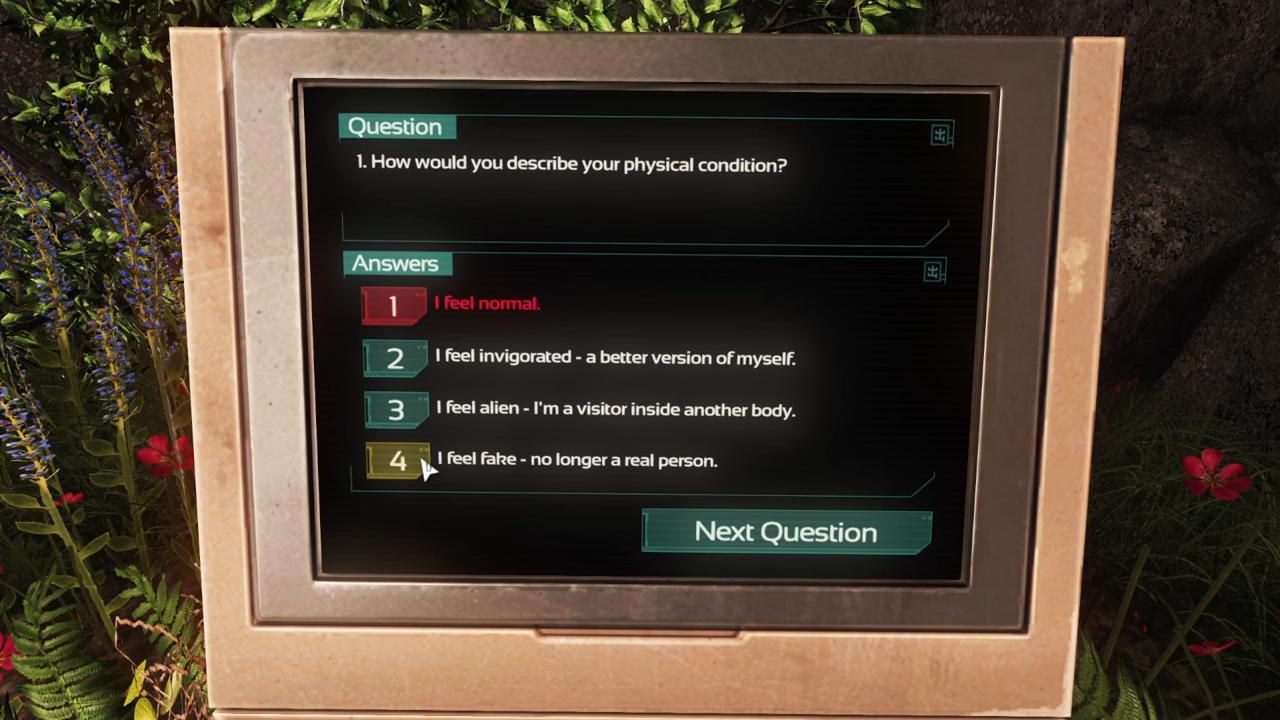 Question
1. How would you describe your physical condition?
Answers
1 I feel normal.
2 I feel invigorated - a better version of myself.
3 I feel alien - I'm a visitor inside another body.
4 I feel fake - no longer a real person.
Next Question